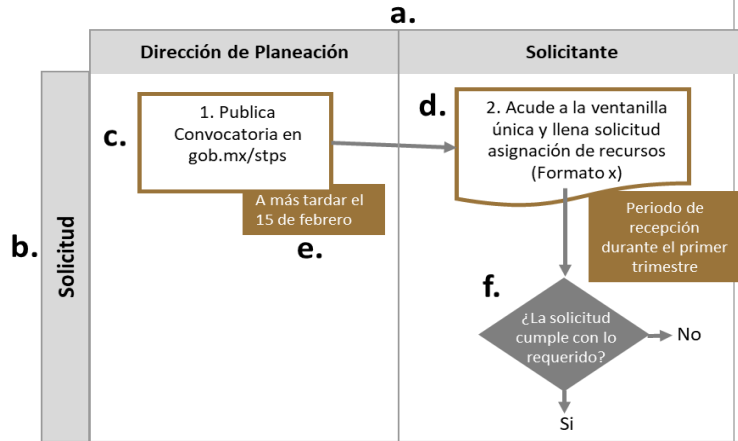 a.
Dirección de Planeación
Solicitante
b.
Solicitud
c.
1. Publica
Convocatoria en
gob.mx/stps
A más tardar el
15 de febrero
e.
d.
2. Acude a la ventanilla
única y llena solicitud
asignación de recursos
(Formato x)
Periodo de
recepción
durante el primer
trimestre
f.
¿La solicitud
cumple con lo
requerido?
No
Si